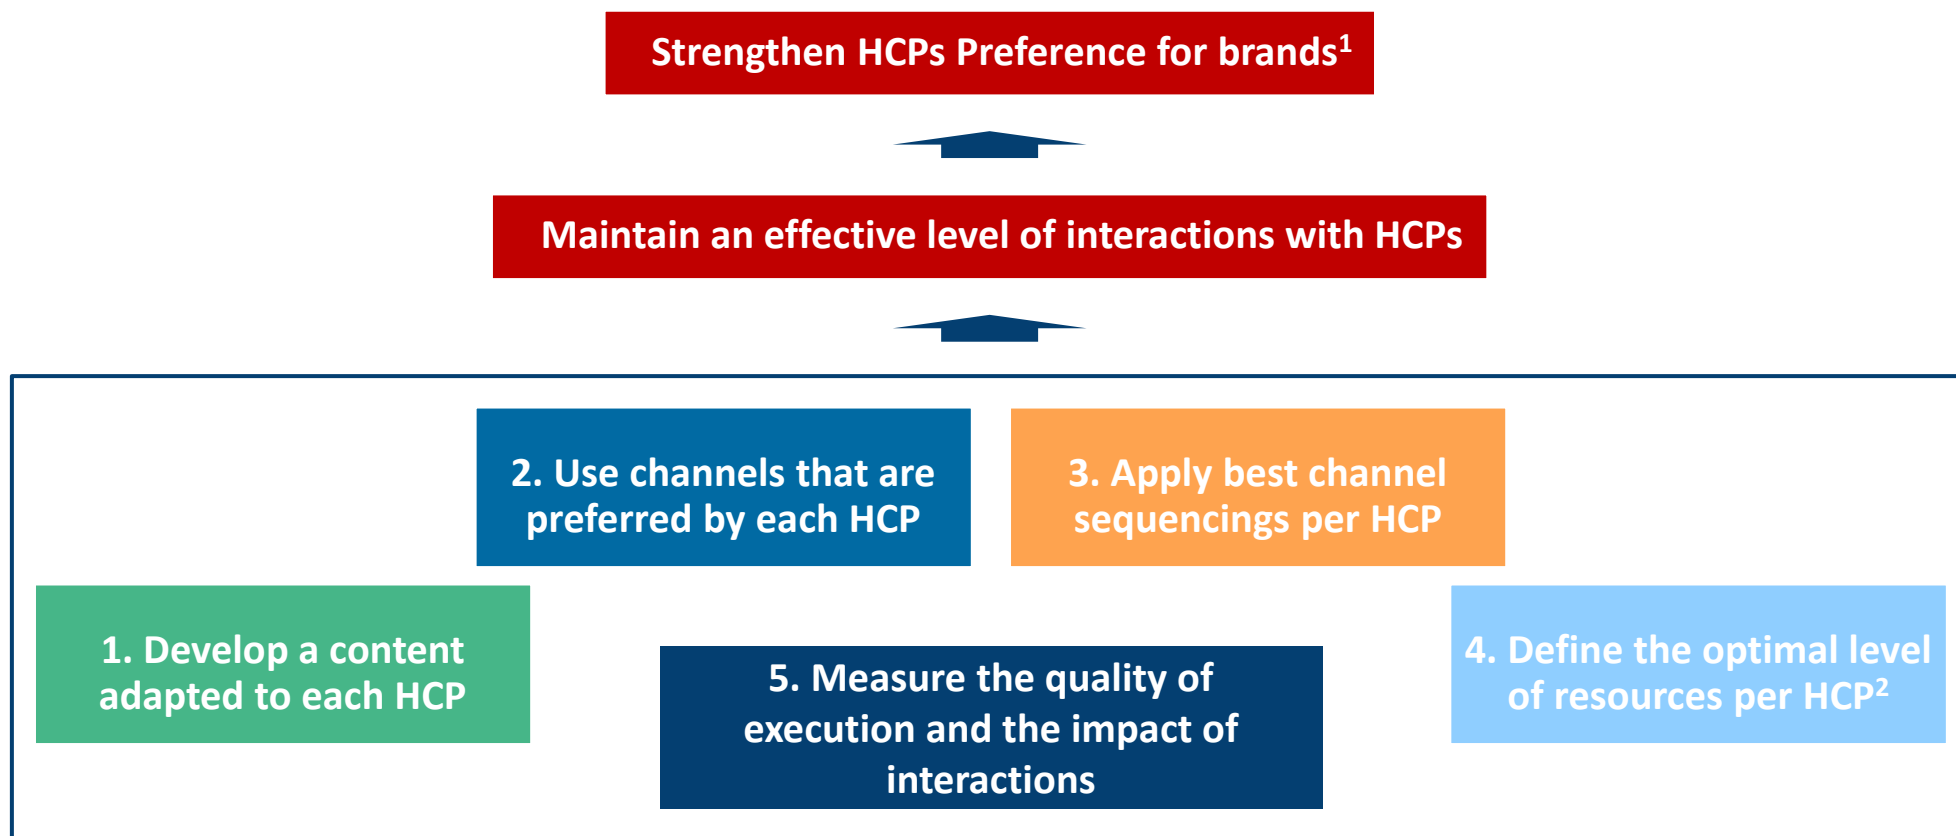 Strengthen HCPs Preference for brands¹
Maintain an effective level of interactions with HCPs
2. Use channels that are
preferred by each HCP
3. Apply best channel
sequencings per HCP
1. Develop a content
adapted to each HCP
4. Define the optimal level
of resources per HCP²
5. Measure the quality of
execution and the impact of
interactions